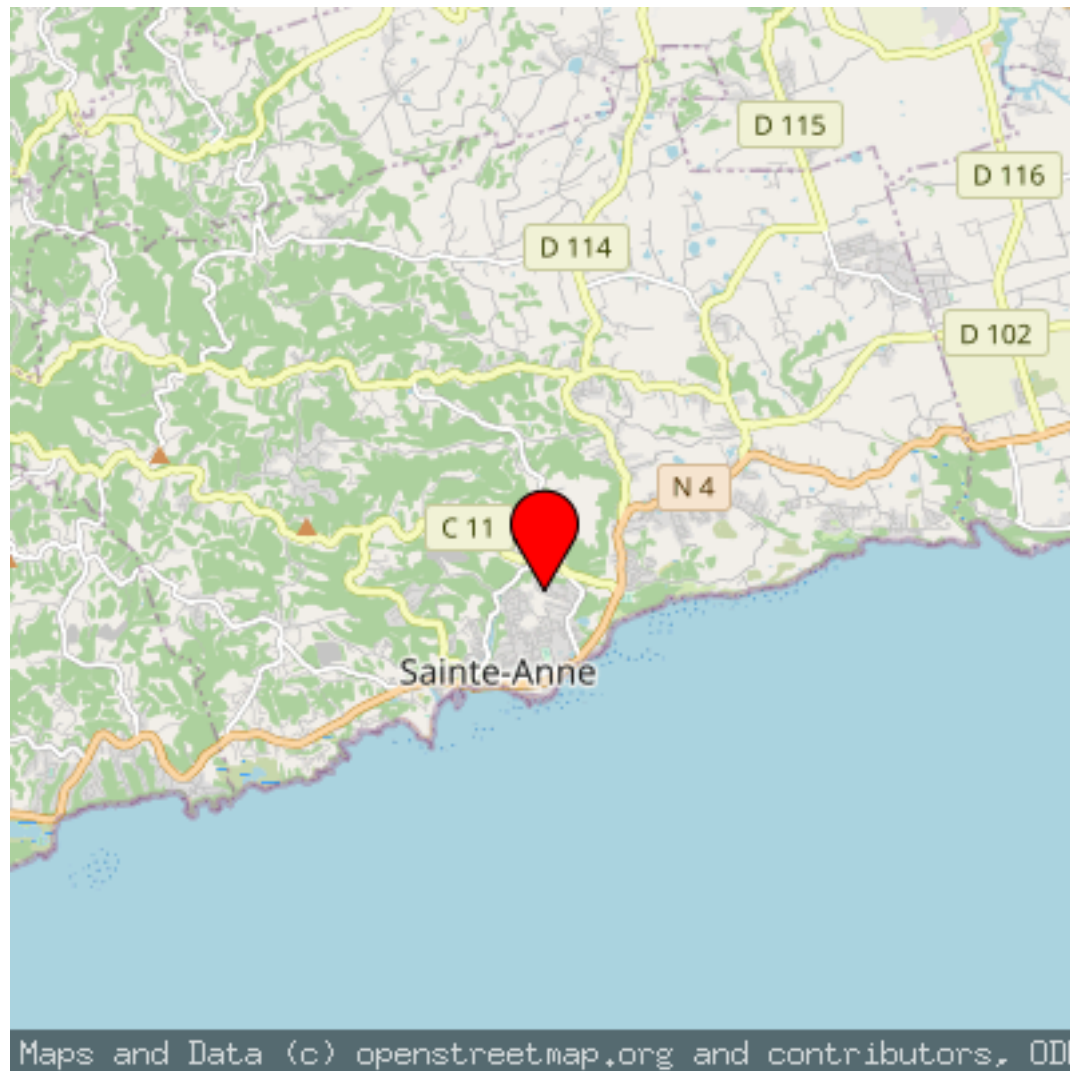 D 115
D 116
D 114
D 102
N 4
C 11
Sainte-Anne
Maps and Data (c) openstreetmap.org and contributors, OD